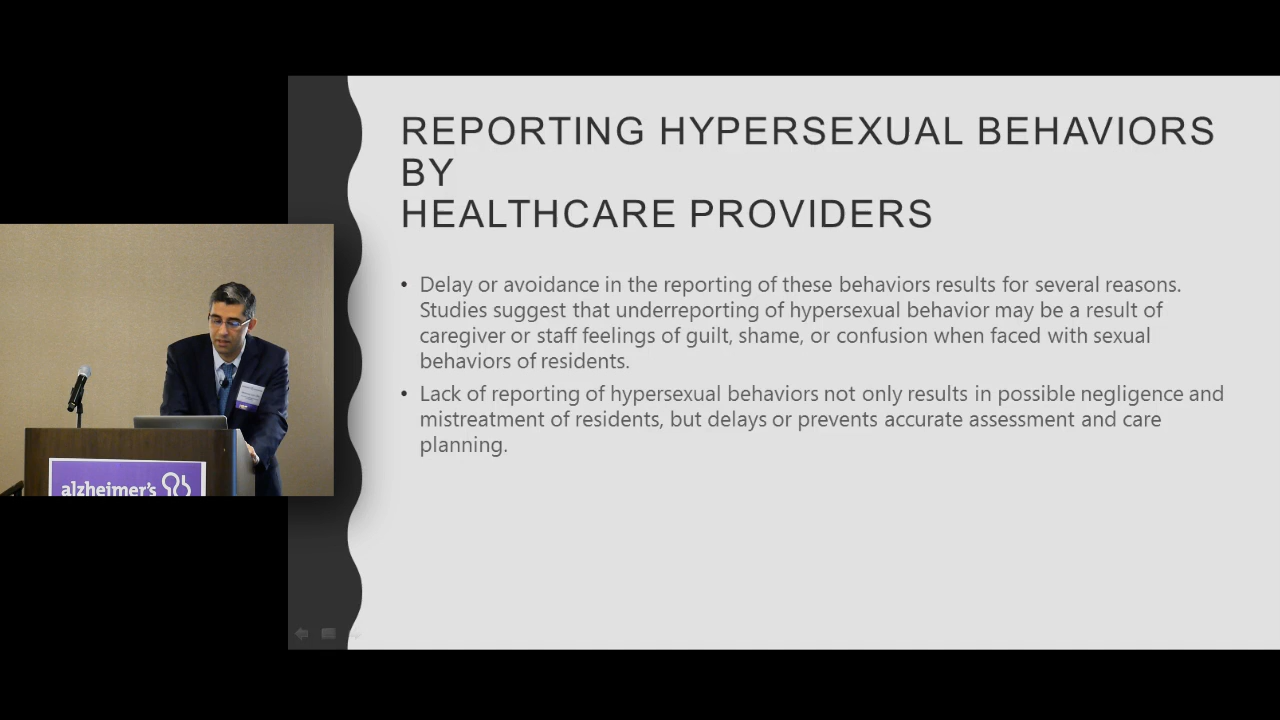 REPORTING HYPERSEXUAL BEHAVIORS
BY
HEALTHCARE PROVIDERS
• Delay or avoidance in the reporting of these behaviors results for several reasons.
Studies suggest that underreporting of hypersexual behavior may be a result of
caregiver or staff feelings of guilt, shame, or confusion when faced with sexual
behaviors of residents.
• Lack of reporting of hypersexual behaviors not only results in possible negligence and
mistreatment of residents, but delays or prevents accurate assessment and care
planning.
alzheimer's